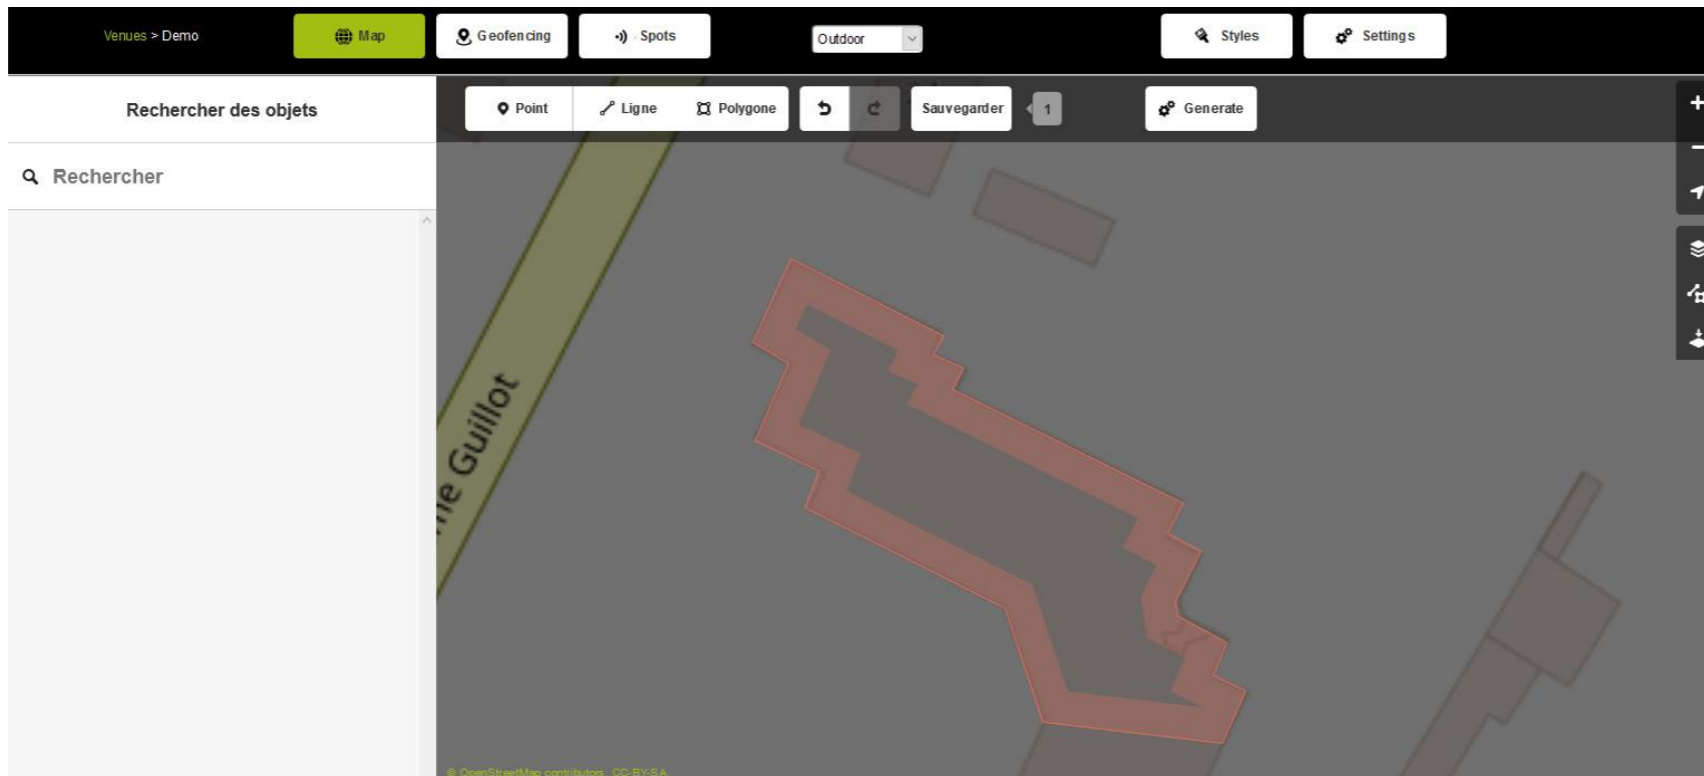 Venues > Demo
Map
Geofencing
Spots
Outdoor
Styles
Settings
Rechercher des objets
Point
Ligne
Polygone
Sauvegarder
1
Generate
Rechercher
Guillot
© OpenStreetMap contributors, CC-BY-SA